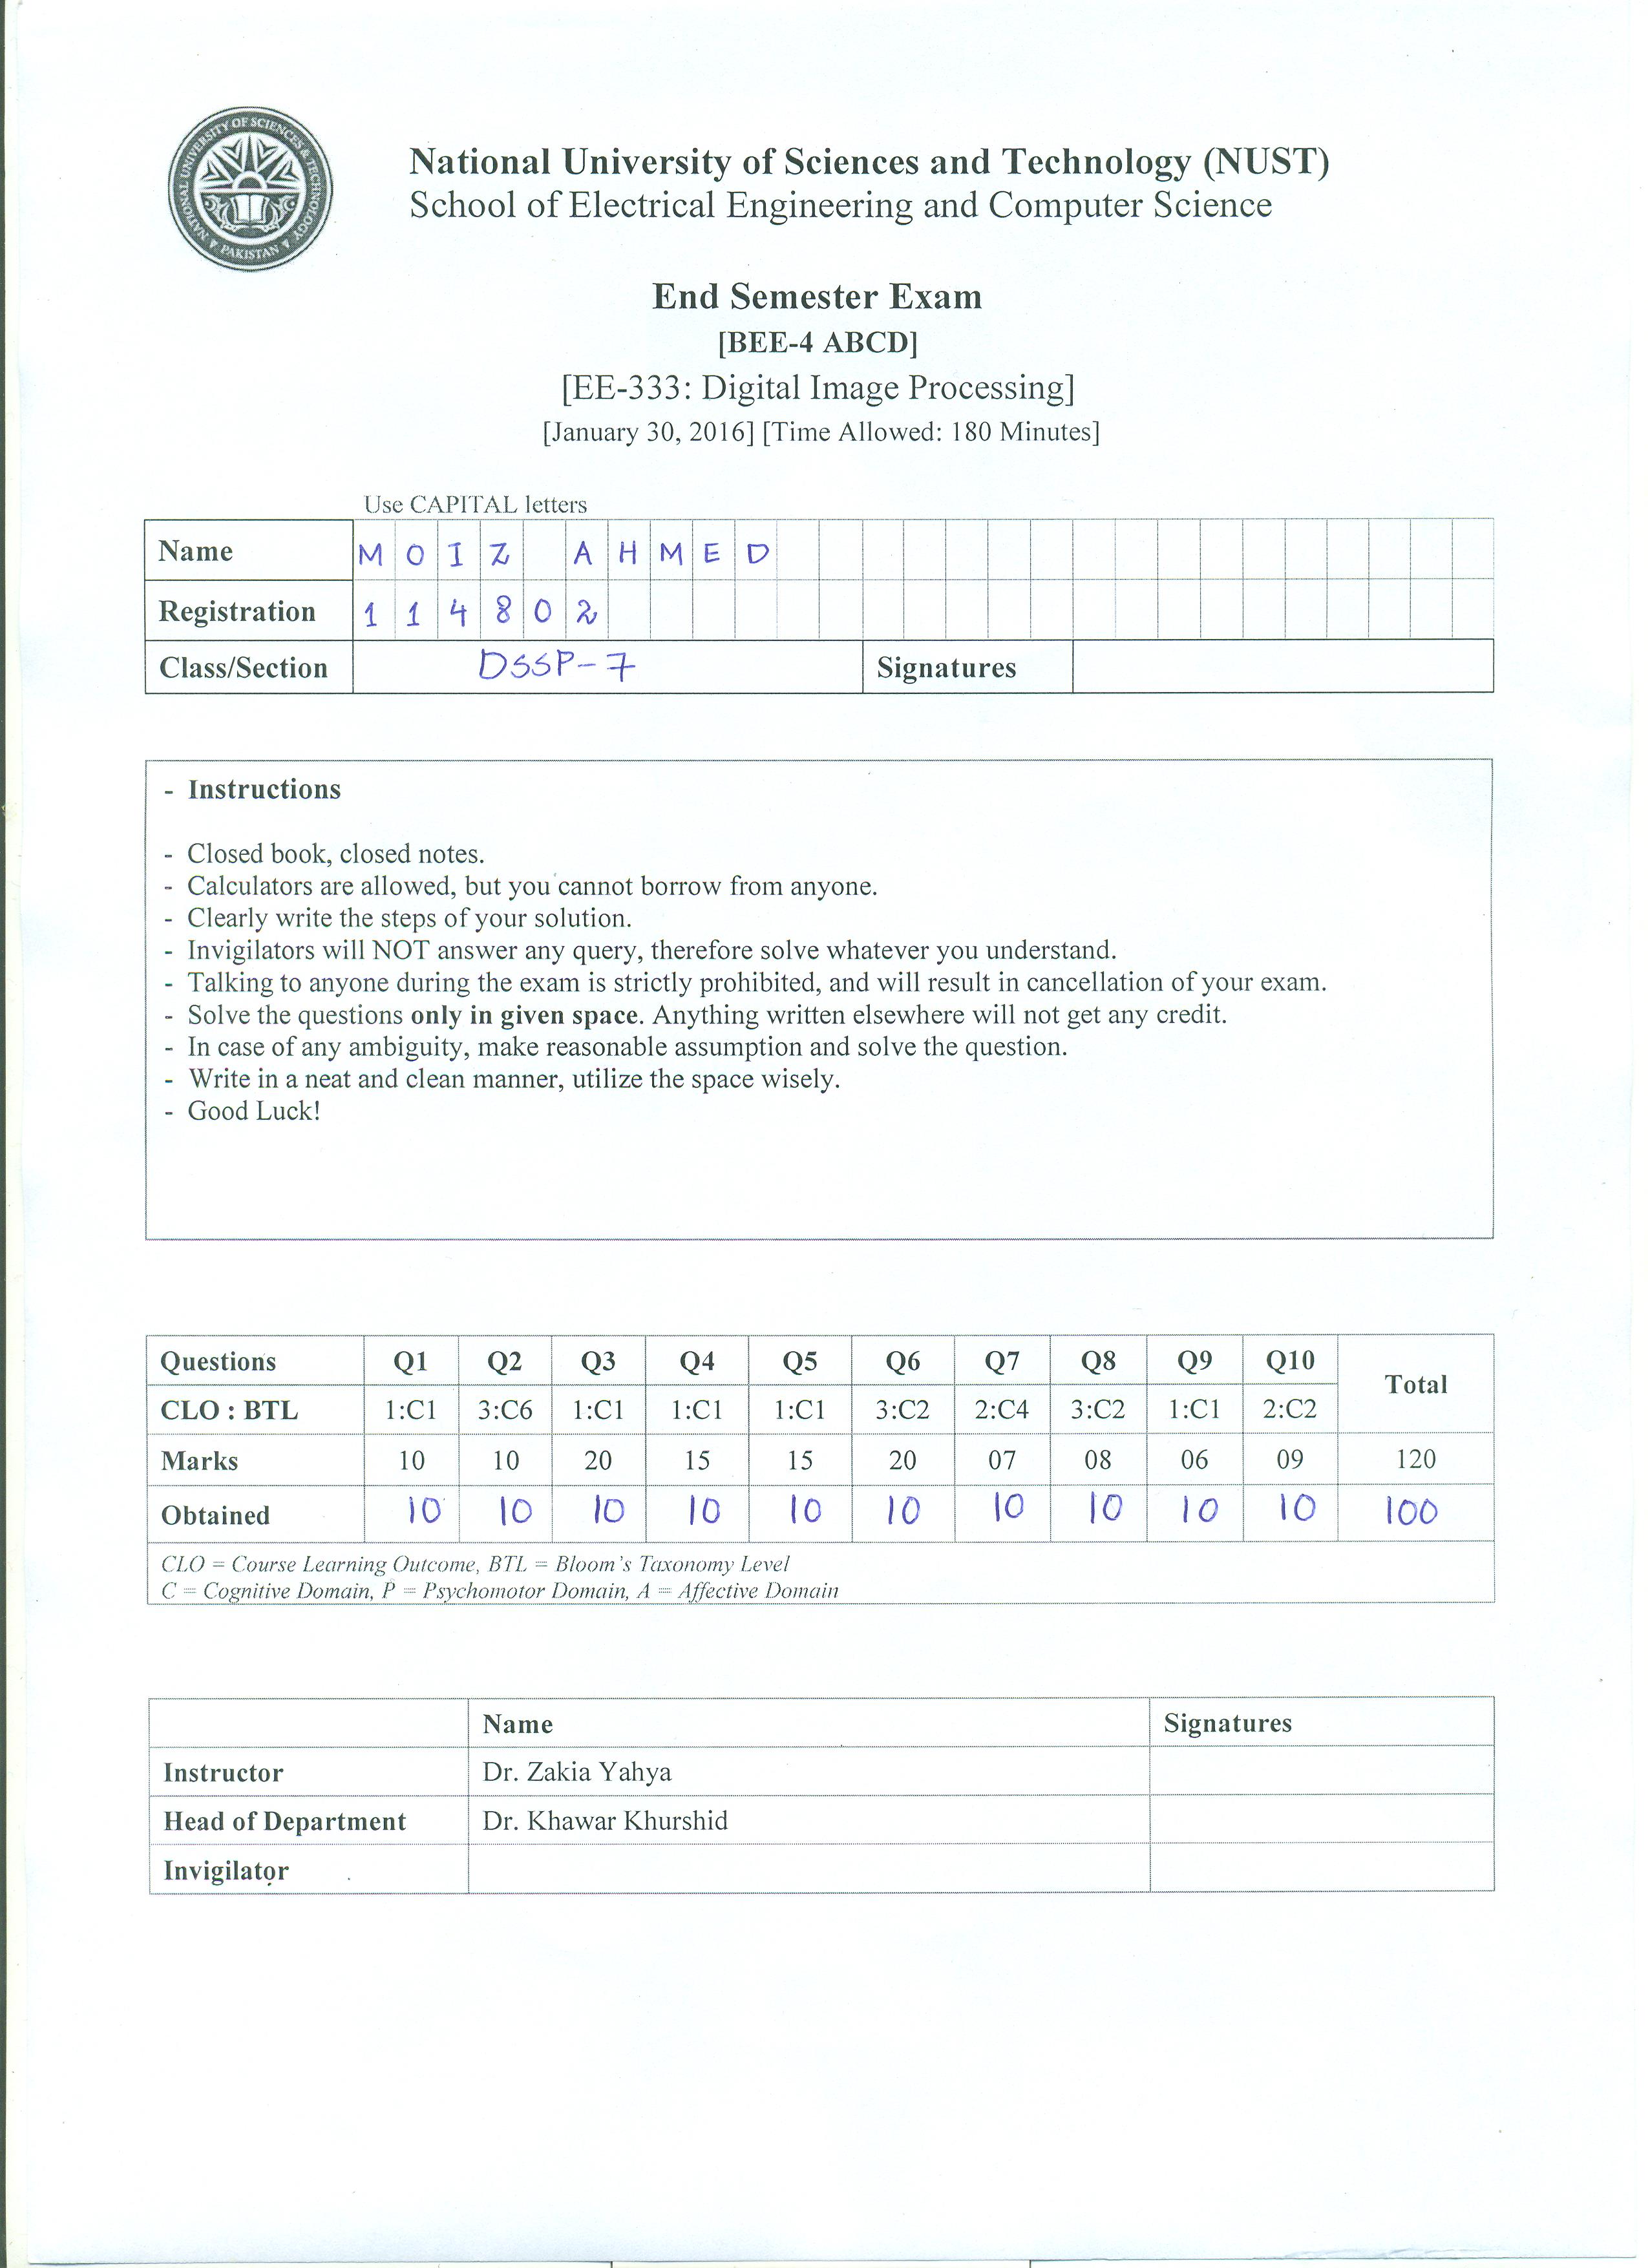 NATIONAL UNIVERSITY OF SCIENCES & TECHNOLOGY
PAKISTAN
National University of Sciences and Technology (NUST)
School of Electrical Engineering and Computer Science
End Semester Exam
[BEE-4 ABCD]
[EE-333: Digital Image Processing]
[January 30, 2016] [Time Allowed: 180 Minutes]
Use CAPITAL letters
Name MOIZ AHMED
Registration 114802
Class/Section DSSP-7 Signatures
- Instructions
- Closed book, closed notes.
- Calculators are allowed, but you cannot borrow from anyone.
- Clearly write the steps of your solution.
- Invigilators will NOT answer any query, therefore solve whatever you understand.
- Talking to anyone during the exam is strictly prohibited, and will result in cancellation of your exam.
- Solve the questions only in given space. Anything written elsewhere will not get any credit.
- In case of any ambiguity, make reasonable assumption and solve the question.
- Write in a neat and clean manner, utilize the space wisely.
- Good Luck!
Questions Q1 Q2 Q3 Q4 Q5 Q6 Q7 Q8 Q9 Q10 Total
CLO : BTL 1:C1 3:C6 1:C1 1:C1 1:C1 3:C2 2:C4 3:C2 1:C1 2:C2
Marks 10 10 20 15 15 20 07 08 06 09 120
Obtained 10 10 10 10 10 10 10 10 10 10 100
CLO = Course Learning Outcome, BTL = Bloom's Taxonomy Level
C = Cognitive Domain, P = Psychomotor Domain, A = Affective Domain
Name Signatures
Instructor Dr. Zakia Yahya
Head of Department Dr. Khawar Khurshid
Invigilator